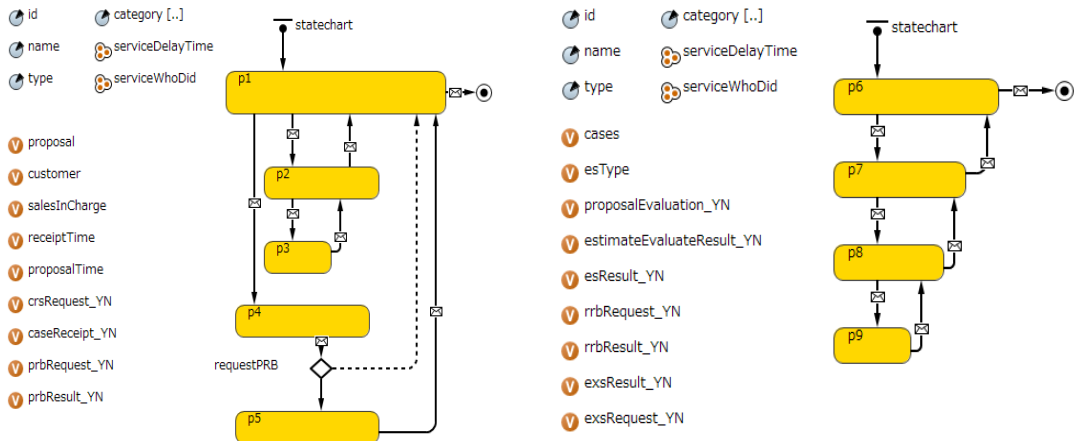 id
category [..]
name
serviceDelayTime
type
serviceWhoDid
proposal
customer
salesInCharge
receiptTime
proposalTime
crsRequest_YN
caseReceipt_YN
prbRequest_YN
prbResult_YN
statechart
p1
p2
p3
p4
requestPRB
p5
id
category [..]
name
serviceDelayTime
type
serviceWhoDid
cases
esType
proposalEvaluation_YN
estimateEvaluateResult_YN
esResult_YN
rrbRequest_YN
rrbResult_YN
exsResult_YN
exsRequest_YN
statechart
p6
p7
p8
p9